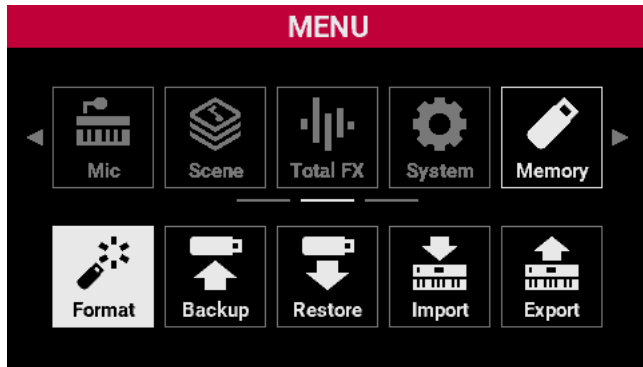 MENU
Mic Scene Total FX System Memory
Format Backup Restore Import Export